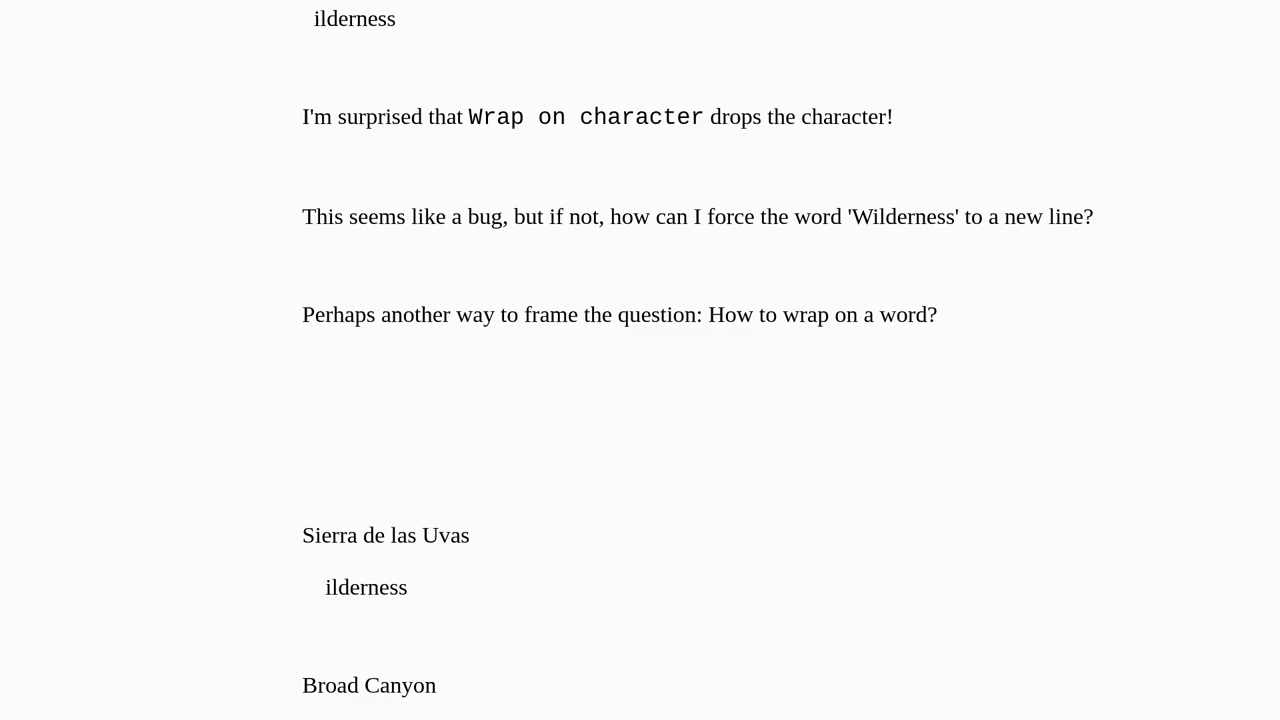 ilderness
I'm surprised that Wrap on character drops the character!
This seems like a bug, but if not, how can I force the word 'Wilderness' to a new line?
Perhaps another way to frame the question: How to wrap on a word?
Sierra de las Uvas
ilderness
Broad Canyon